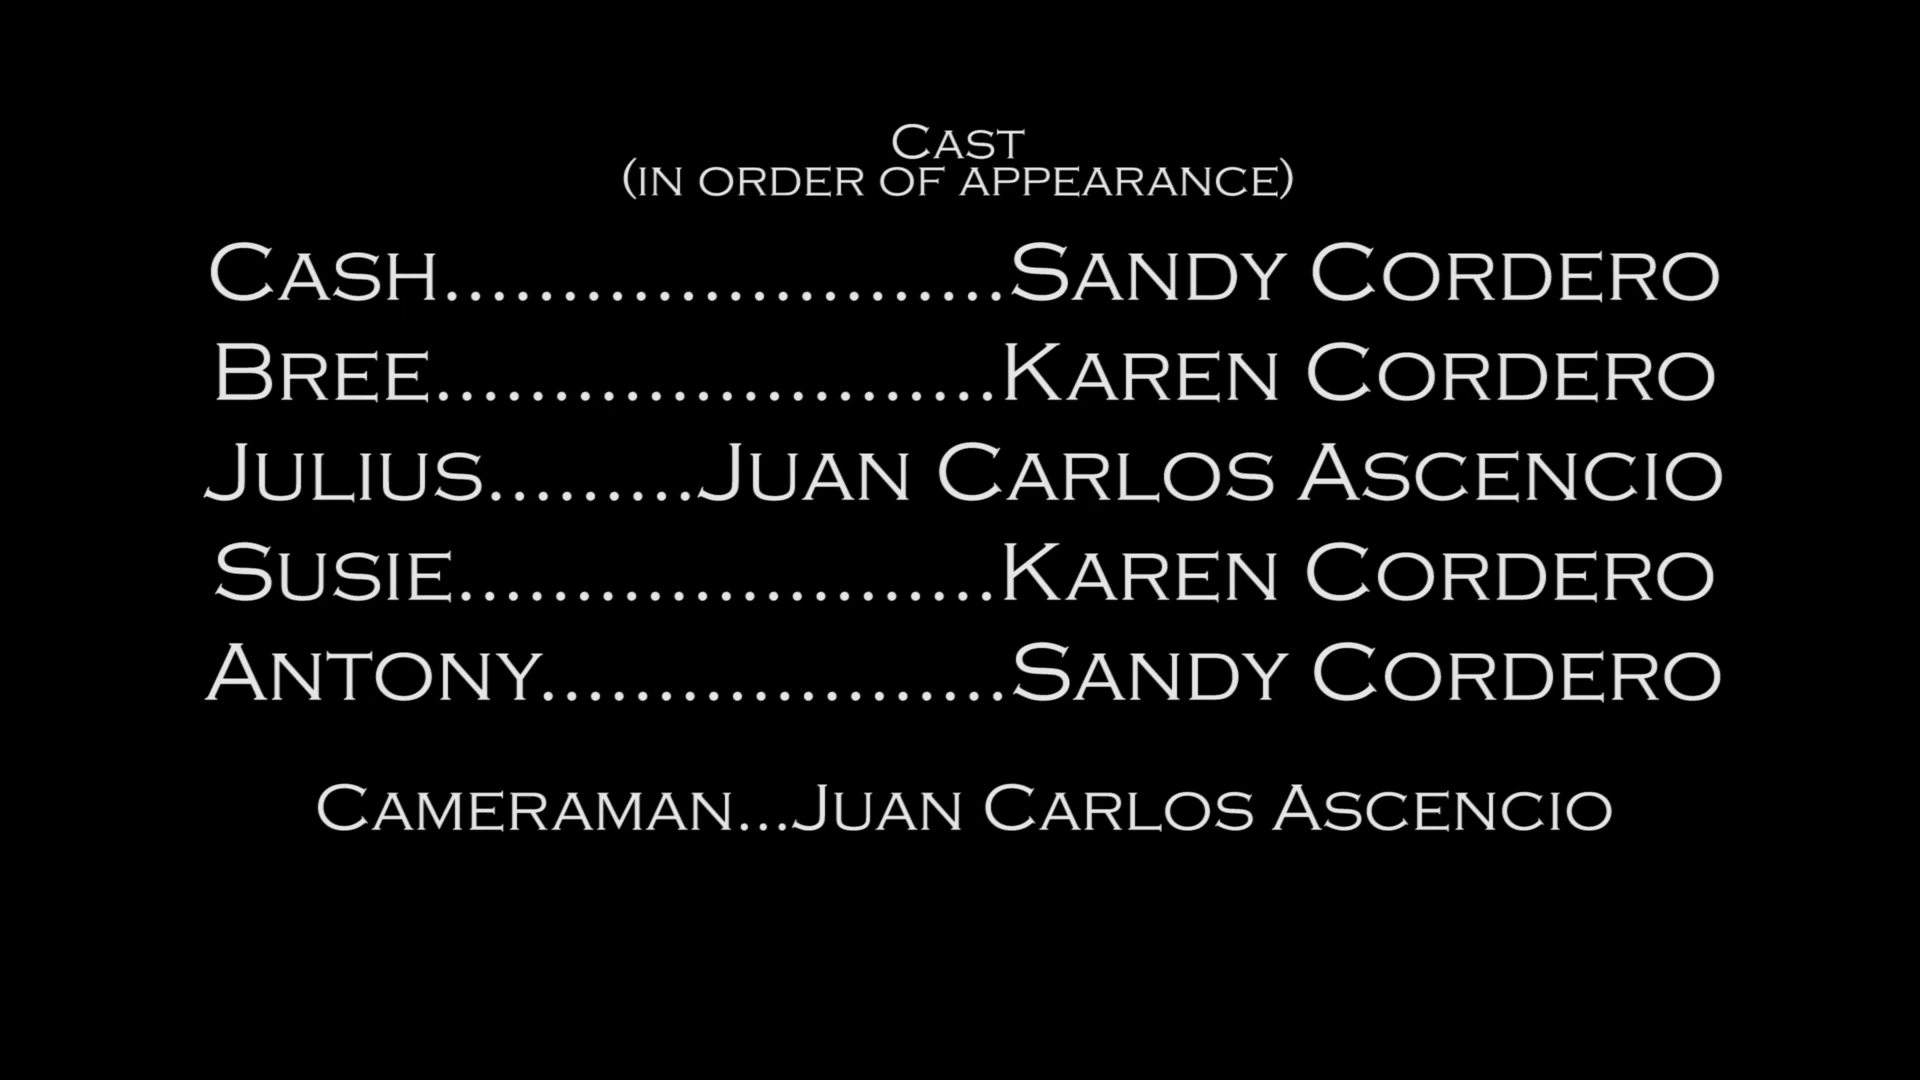 Cast
(in order of appearance)
Cash........................Sandy Cordero
Bree........................Karen Cordero
Julius.........Juan Carlos Ascencio
Susie.......................Karen Cordero
Antony....................Sandy Cordero
Cameraman...Juan Carlos Ascencio